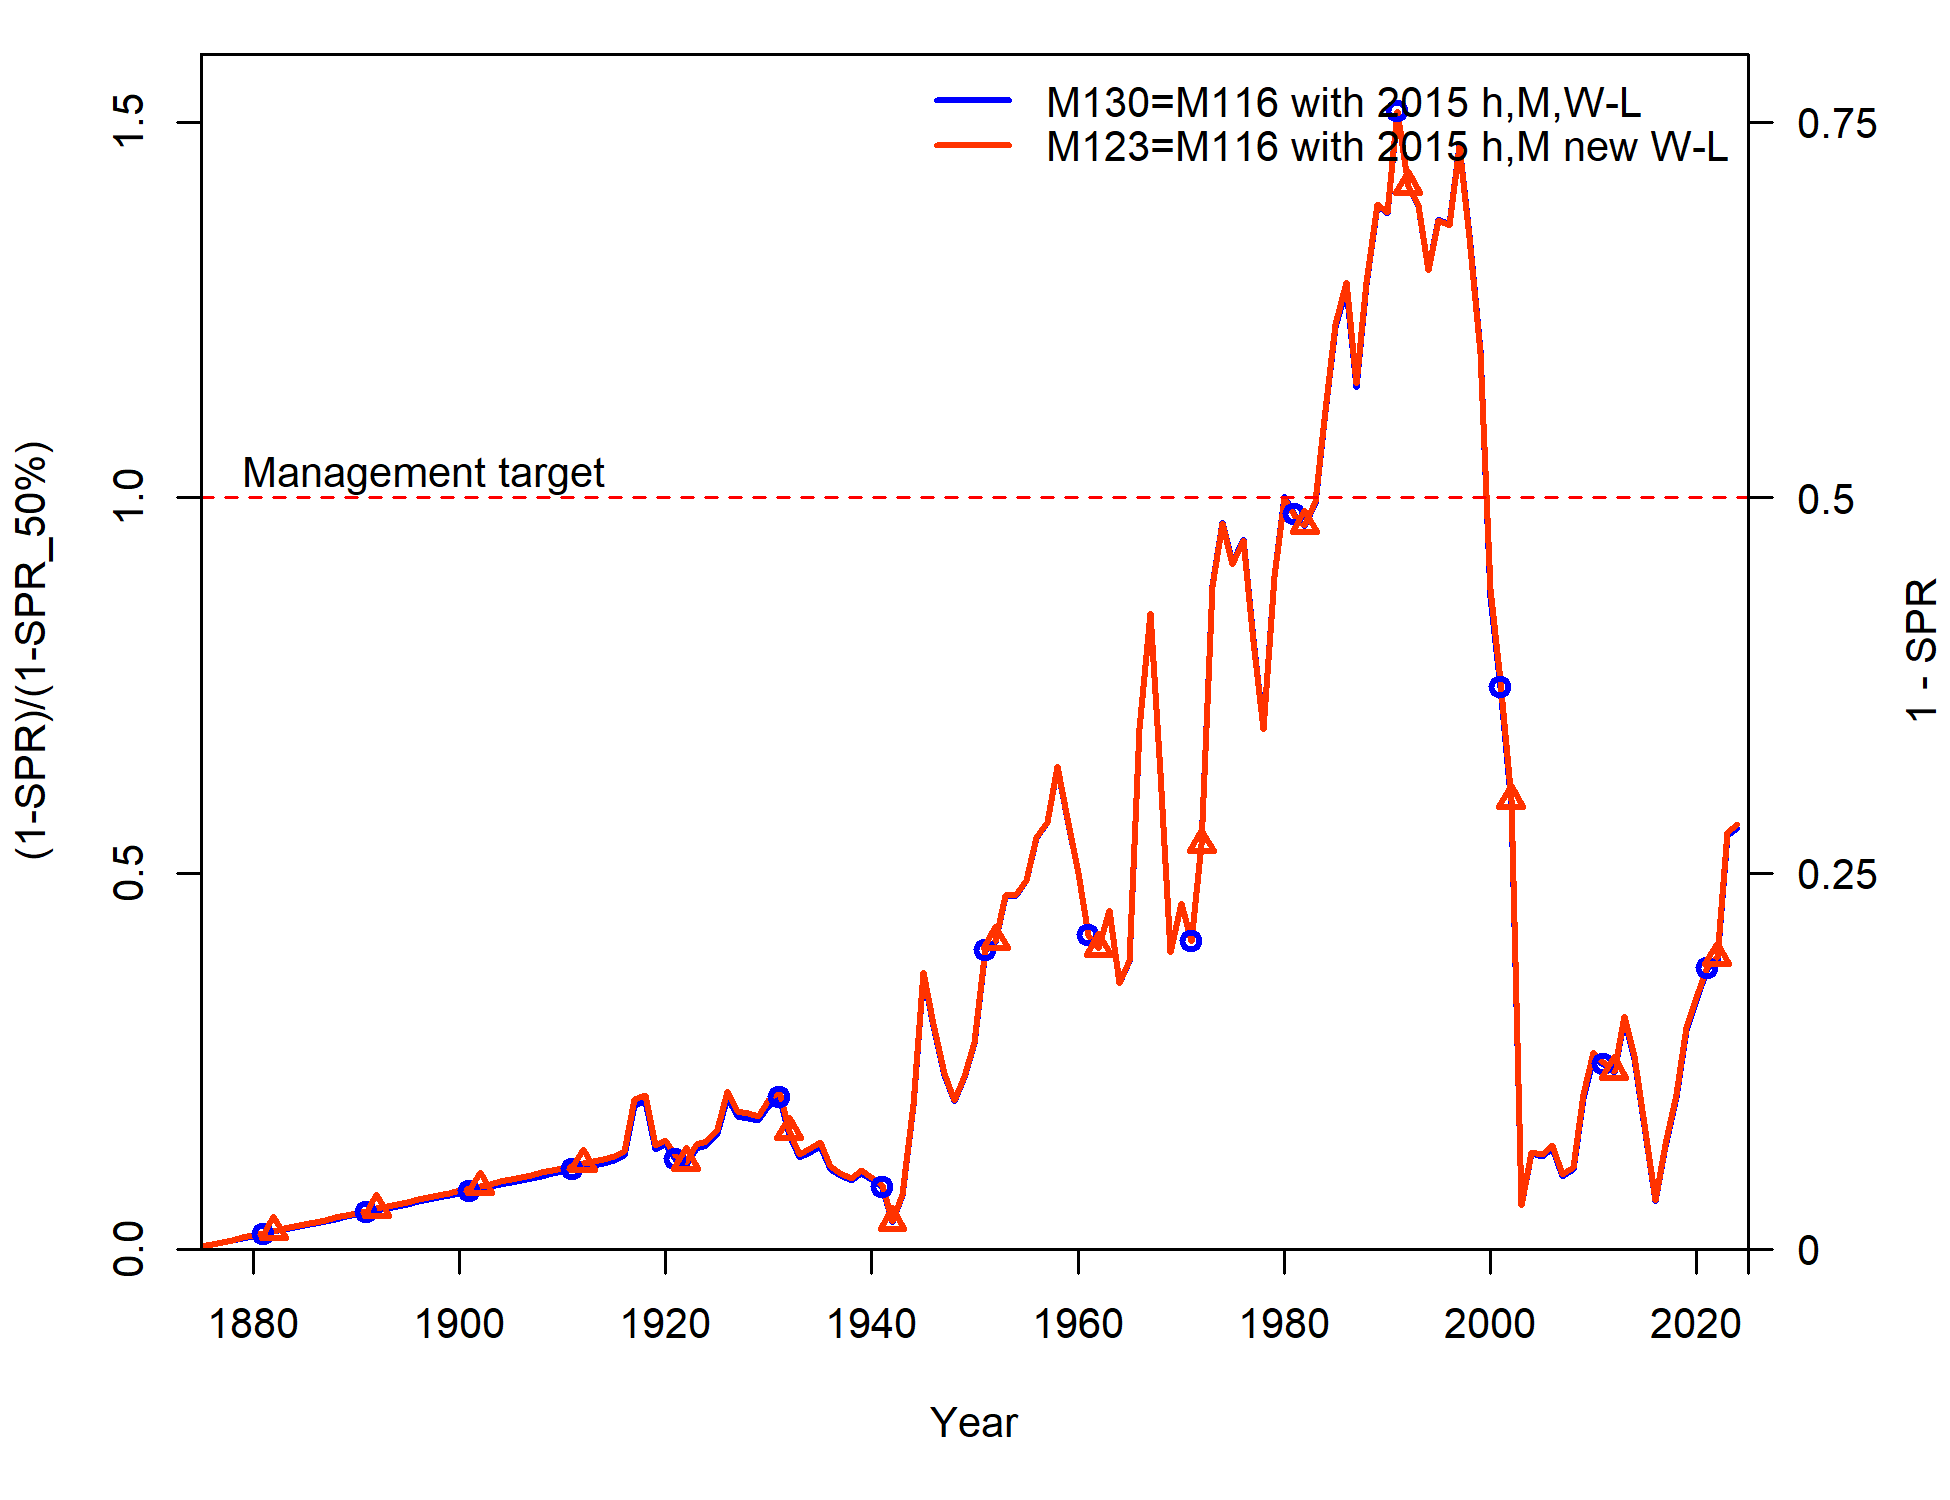 M130=M116 with 2015 h,M,W-L
M123=M116 with 2015 h,M new W-L
Management target
(1-SPR)/(1-SPR_50%)
0.0
0.5
1.0
1.5
1 - SPR
0
0.25
0.5
0.75
1880
1900
1920
1940
1960
1980
2000
2020
Year